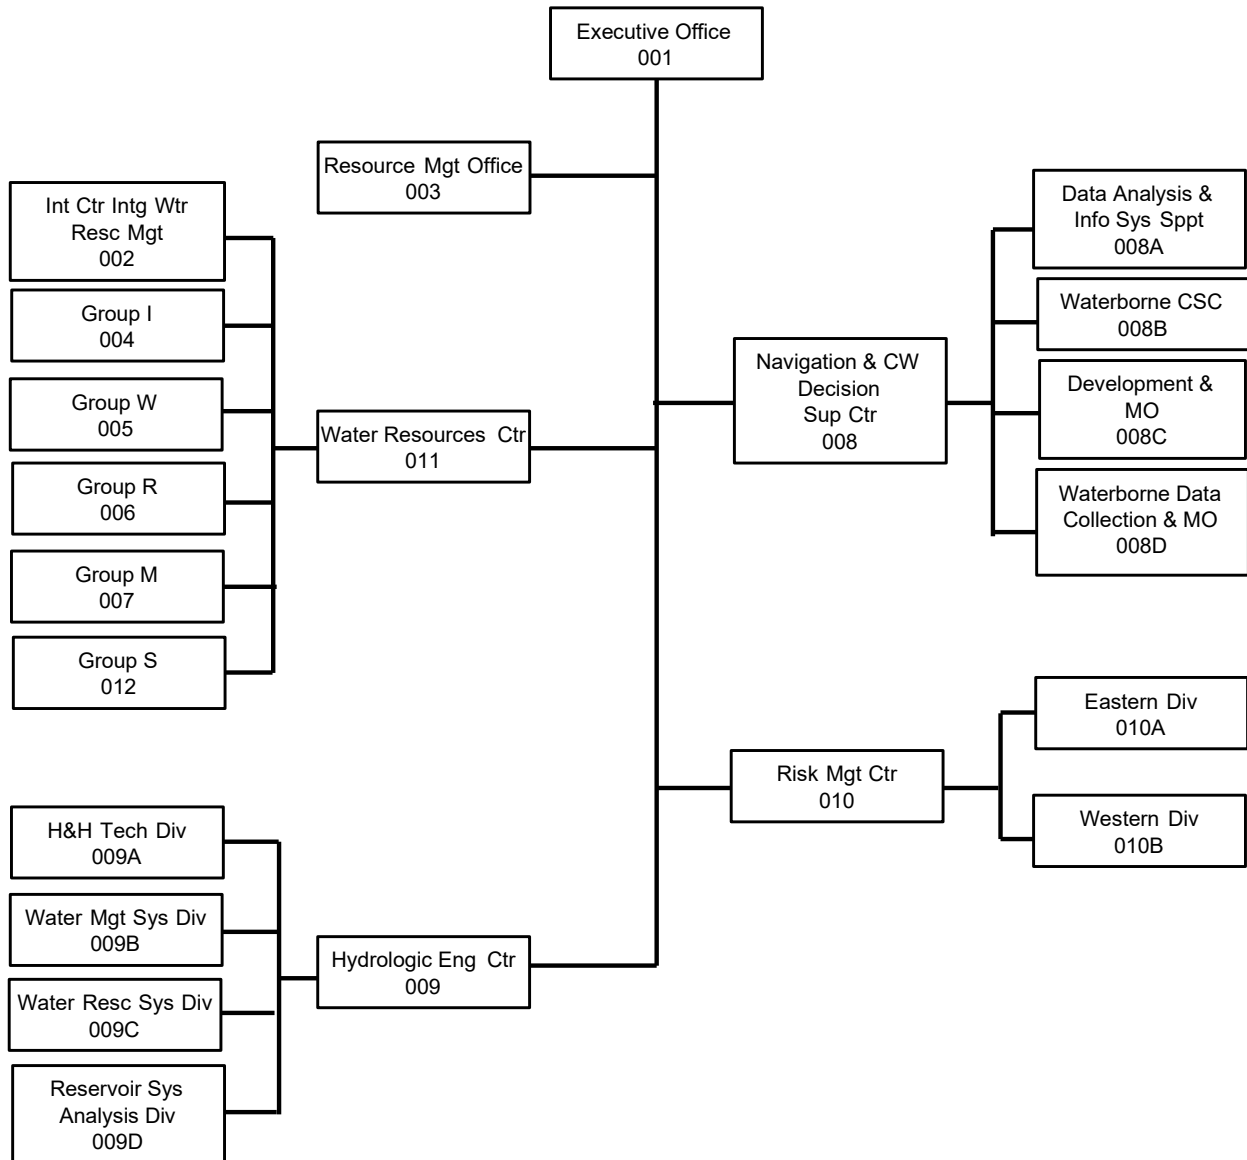 Executive Office
001
Resource Mgt Office
003
Int Ctr Intg Wtr
Resc Mgt
002
Group I
004
Group W
005
Group R
006
Group M
007
Group S
012
Water Resources Ctr
011
Navigation & CW
Decision
Sup Ctr
008
Data Analysis &
Info Sys Sppt
008A
Waterborne CSC
008B
Development &
MO
008C
Waterborne Data
Collection & MO
008D
Risk Mgt Ctr
010
Eastern Div
010A
Western Div
010B
H&H Tech Div
009A
Water Mgt Sys Div
009B
Water Resc Sys Div
009C
Reservoir Sys
Analysis Div
009D
Hydrologic Eng Ctr
009